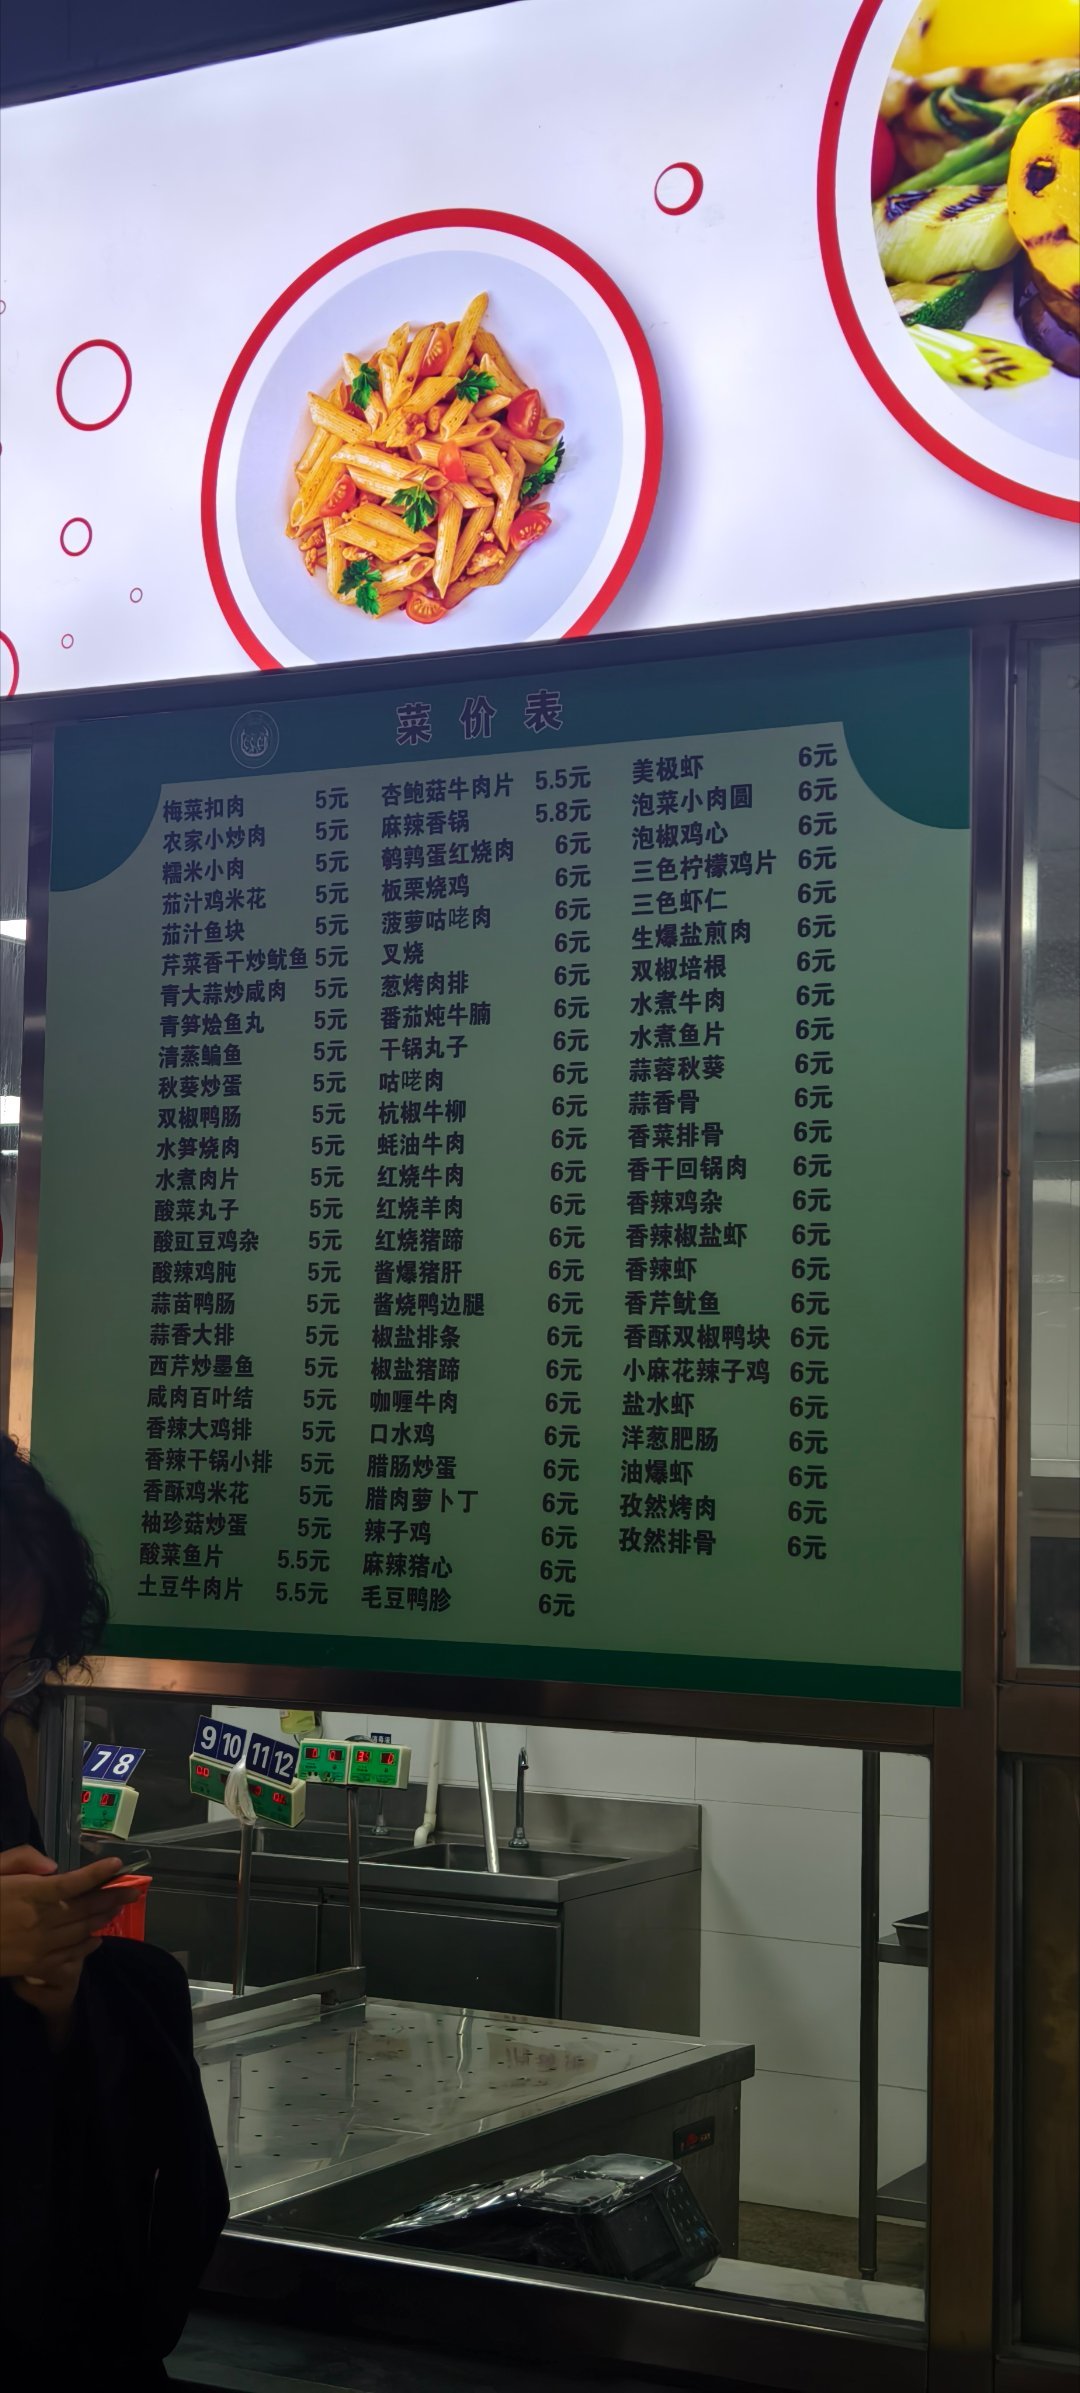 菜价表
梅菜扣肉 5元
农家小炒肉 5元
糯米小肉 5元
茄汁鸡米花 5元
茄汁鱼块 5元
芹菜香干炒鱿鱼 5元
青大蒜炒咸肉 5元
青笋烩鱼丸 5元
清蒸鳊鱼 5元
秋葵炒蛋 5元
双椒鸭肠 5元
水笋烧肉 5元
水煮肉片 5元
酸菜丸子 5元
酸豇豆鸡杂 5元
酸辣鸡肫 5元
蒜苗鸭肠 5元
蒜香大排 5元
西芹炒墨鱼 5元
咸肉百叶结 5元
香辣大鸡排 5元
香辣干锅小排 5元
香酥鸡米花 5元
袖珍菇炒蛋 5元
酸菜鱼片 5.5元
土豆牛肉片 5.5元
杏鲍菇牛肉片 5.5元
麻辣香锅 5.8元
鹌鹑蛋红烧肉 6元
板栗烧鸡 6元
菠萝咕咾肉 6元
叉烧 6元
葱烤肉排 6元
番茄炖牛腩 6元
干锅丸子 6元
咕咾肉 6元
杭椒牛柳 6元
蚝油牛肉 6元
红烧牛肉 6元
红烧羊肉 6元
红烧猪蹄 6元
酱爆猪肝 6元
酱烧鸭边腿 6元
椒盐排条 6元
椒盐猪蹄 6元
咖喱牛肉 6元
口水鸡 6元
腊肠炒蛋 6元
腊肉萝卜丁 6元
辣子鸡 6元
麻辣猪心 6元
毛豆鸭胗 6元
美极虾 6元
泡菜小肉圆 6元
泡椒鸡心 6元
三色柠檬鸡片 6元
三色虾仁 6元
生爆盐煎肉 6元
双椒培根 6元
水煮牛肉 6元
水煮鱼片 6元
蒜蓉秋葵 6元
蒜香骨 6元
香菜排骨 6元
香干回锅肉 6元
香辣鸡杂 6元
香辣椒盐虾 6元
香辣虾 6元
香芹鱿鱼 6元
香酥双椒鸭块 6元
小麻花辣子鸡 6元
盐水虾 6元
洋葱肥肠 6元
油爆虾 6元
孜然烤肉 6元
孜然排骨 6元
7 8
9 10 11 12